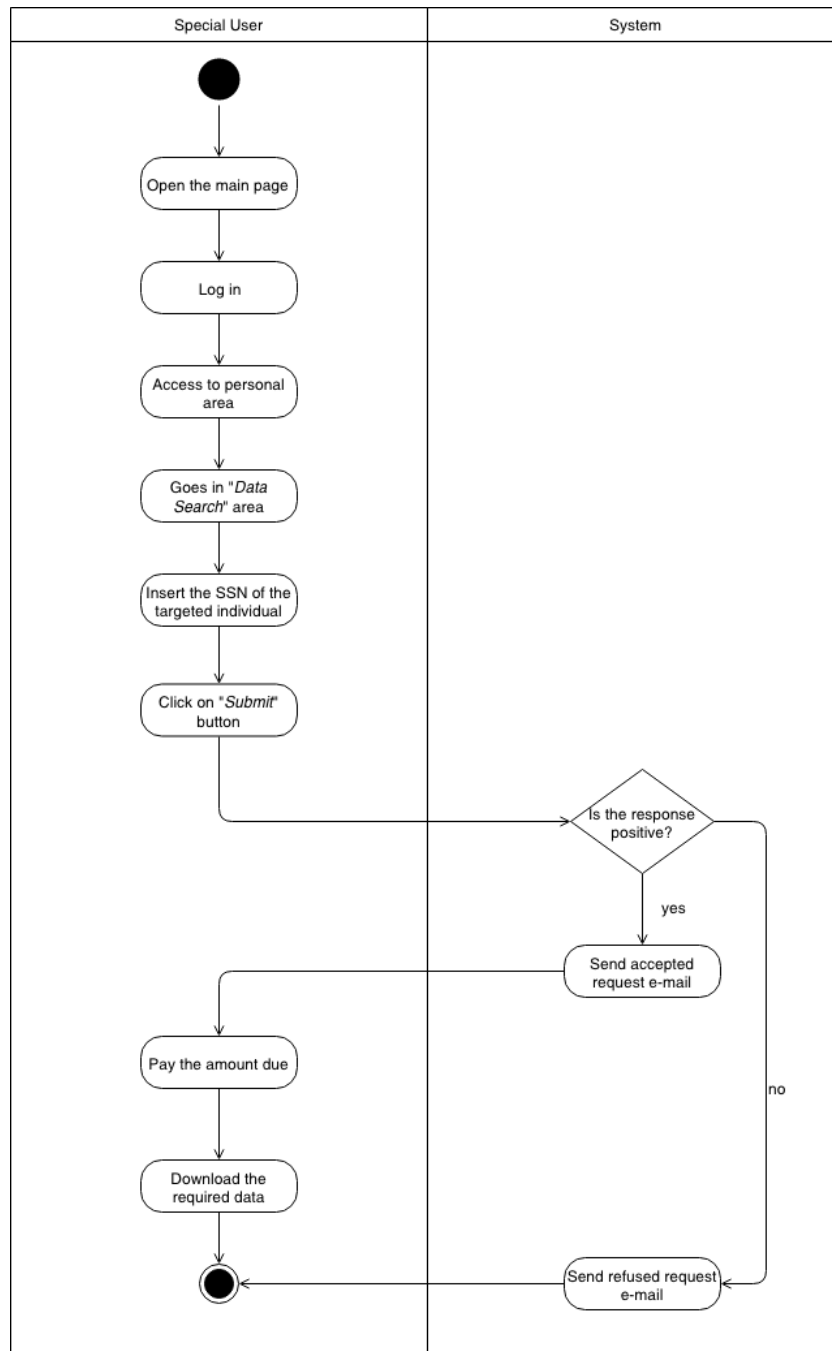 Special User
System
Open the main page
Log in
Access to personal
area
Goes in "Data
Search" area
Insert the SSN of the
targeted individual
Click on "Submit"
button
Is the response
positive?
yes
Send accepted
request e-mail
Pay the amount due
no
Download the
required data
Send refused request
e-mail